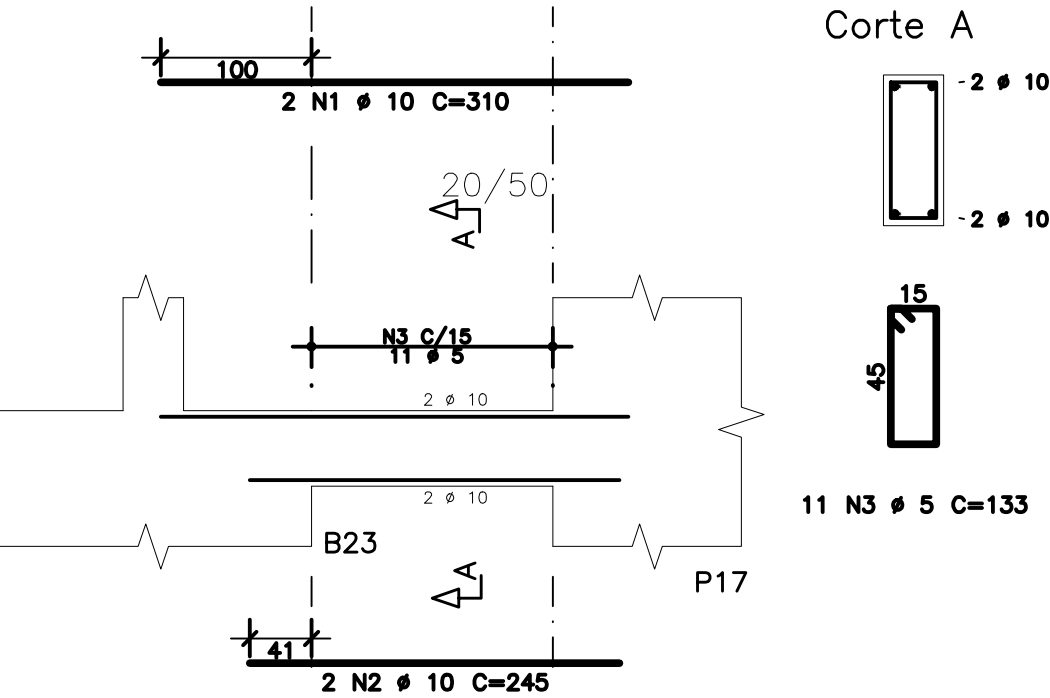 Corte A
100
2 N1 ø 10 C=310
2 ø 10
20/50
A
2 ø 10
15
N3 C/15
11 ø 5
45
2 ø 10
2 ø 10
11 N3 ø 5 C=133
B23
A
P17
41
2 N2 ø 10 C=245